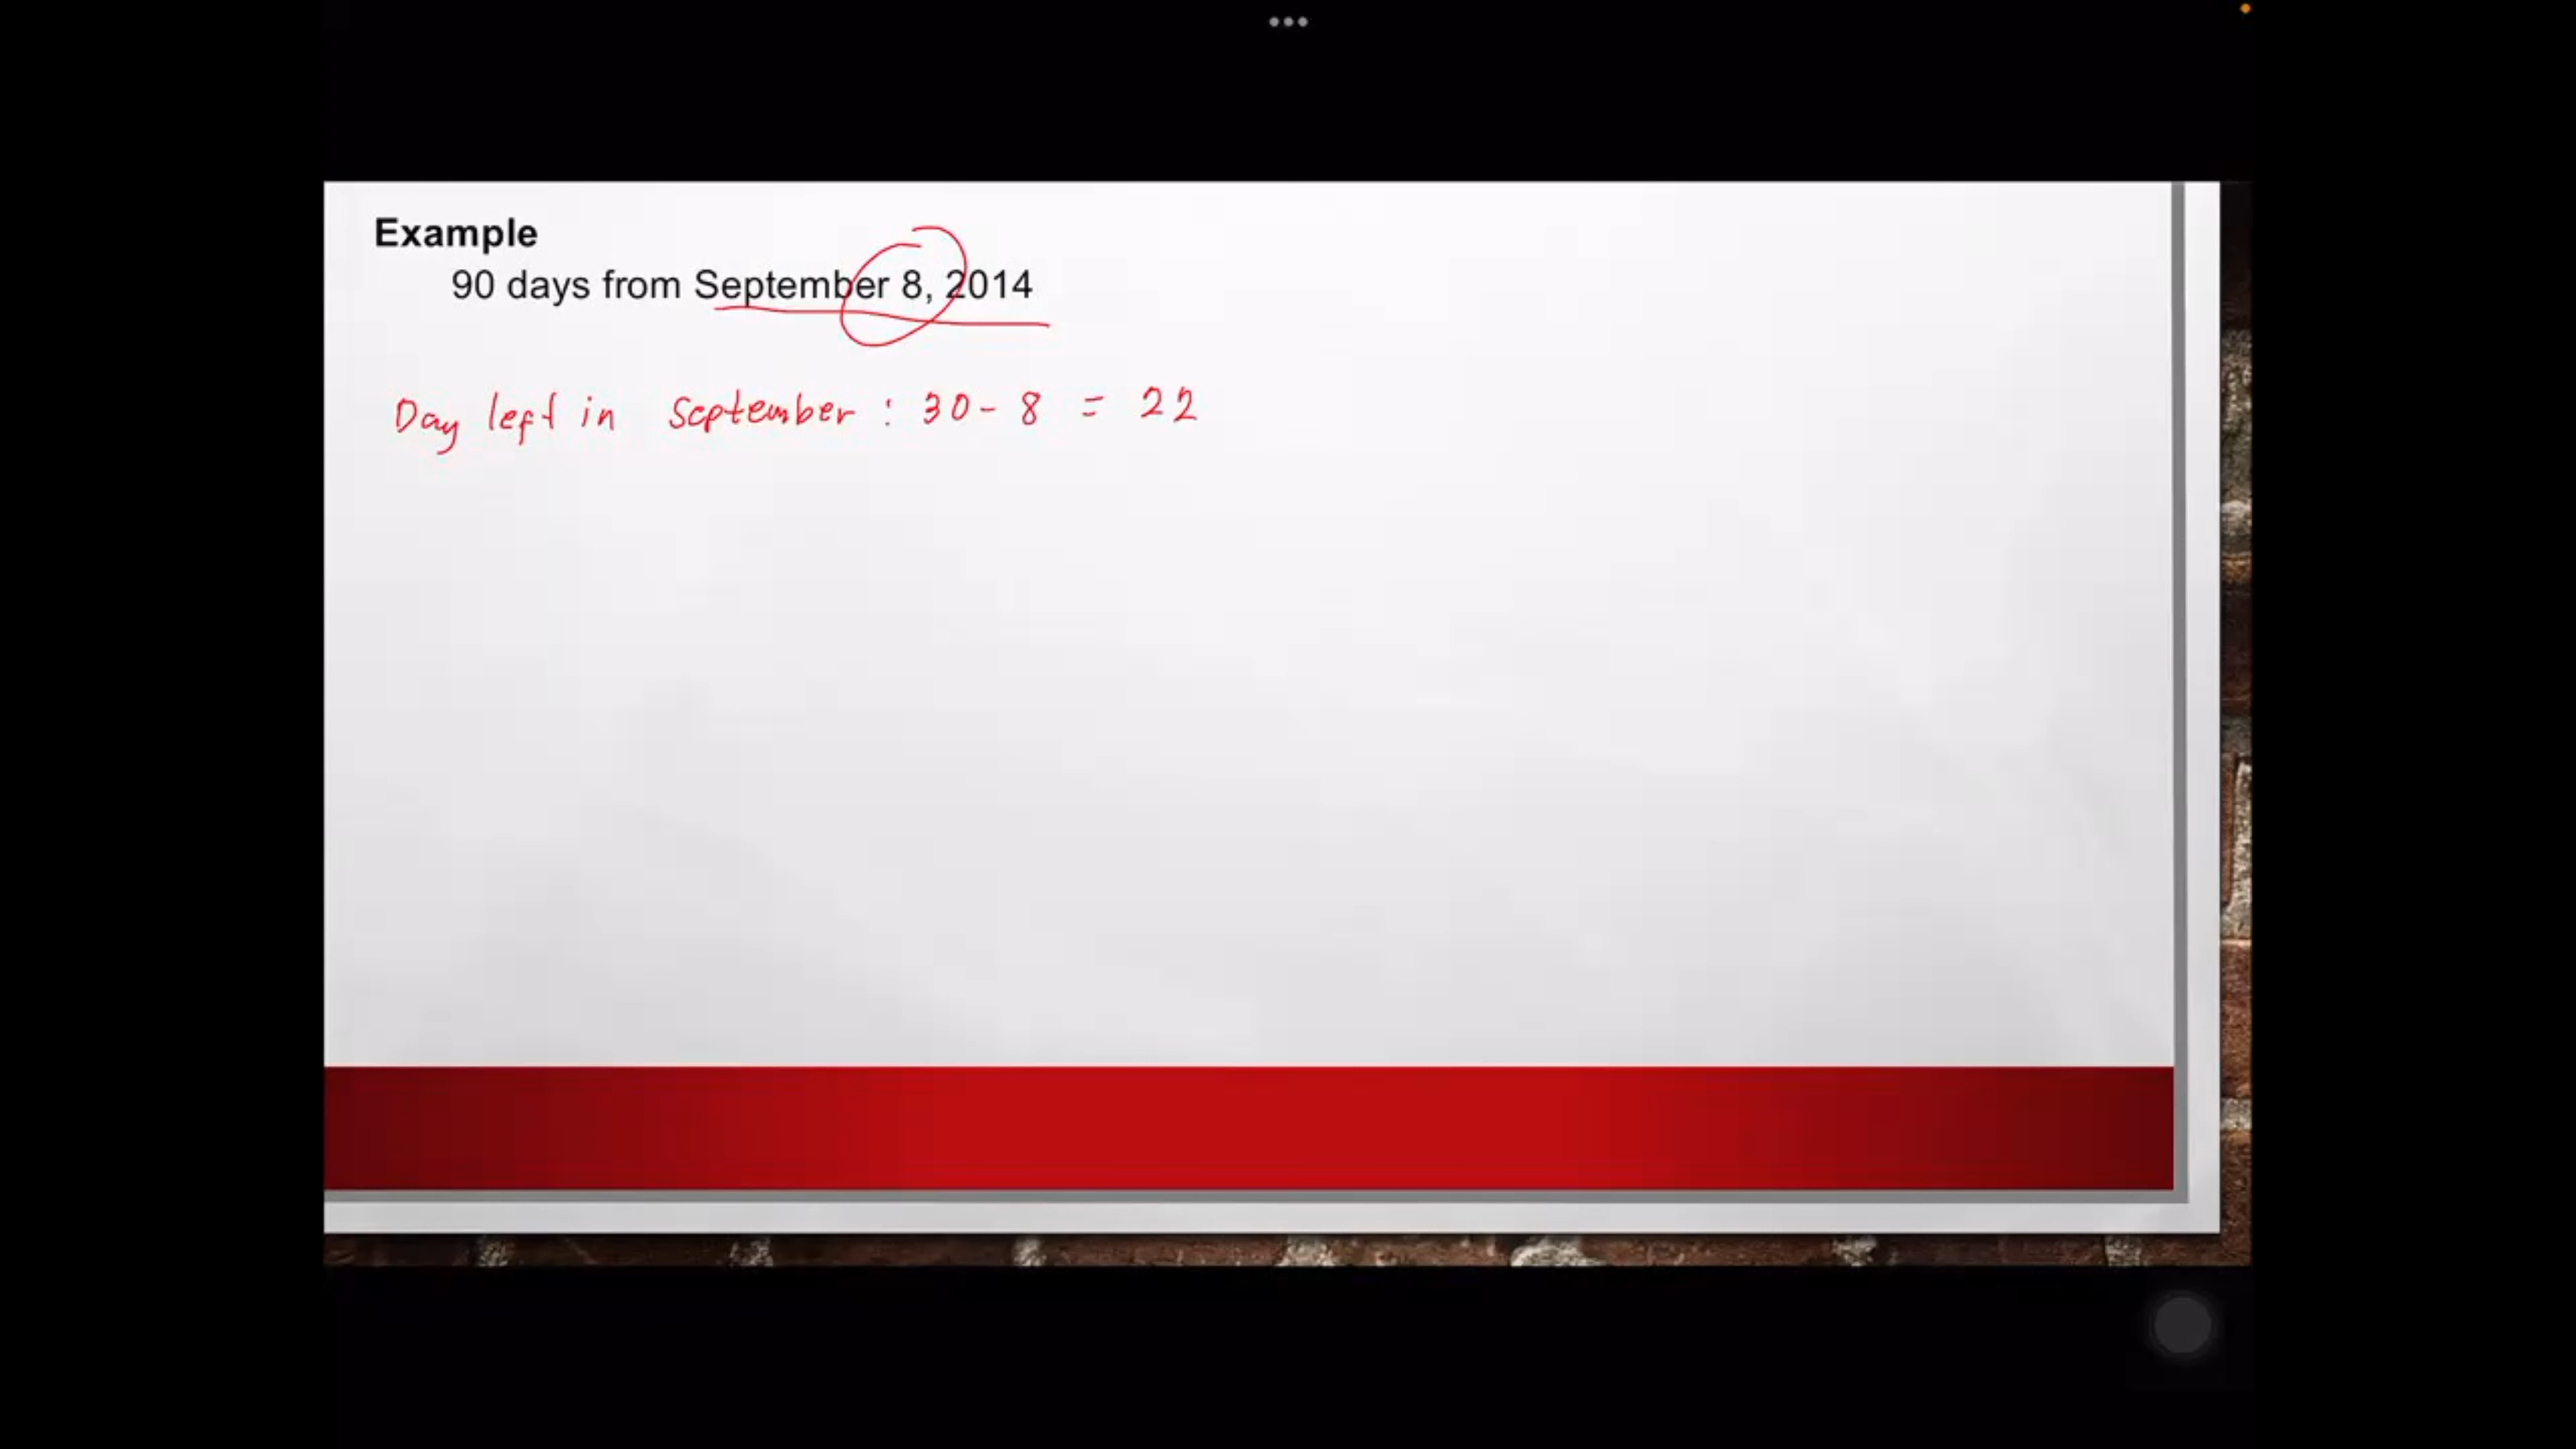 Example
90 days from September 8, 2014
Day left in September : 30 - 8 = 22